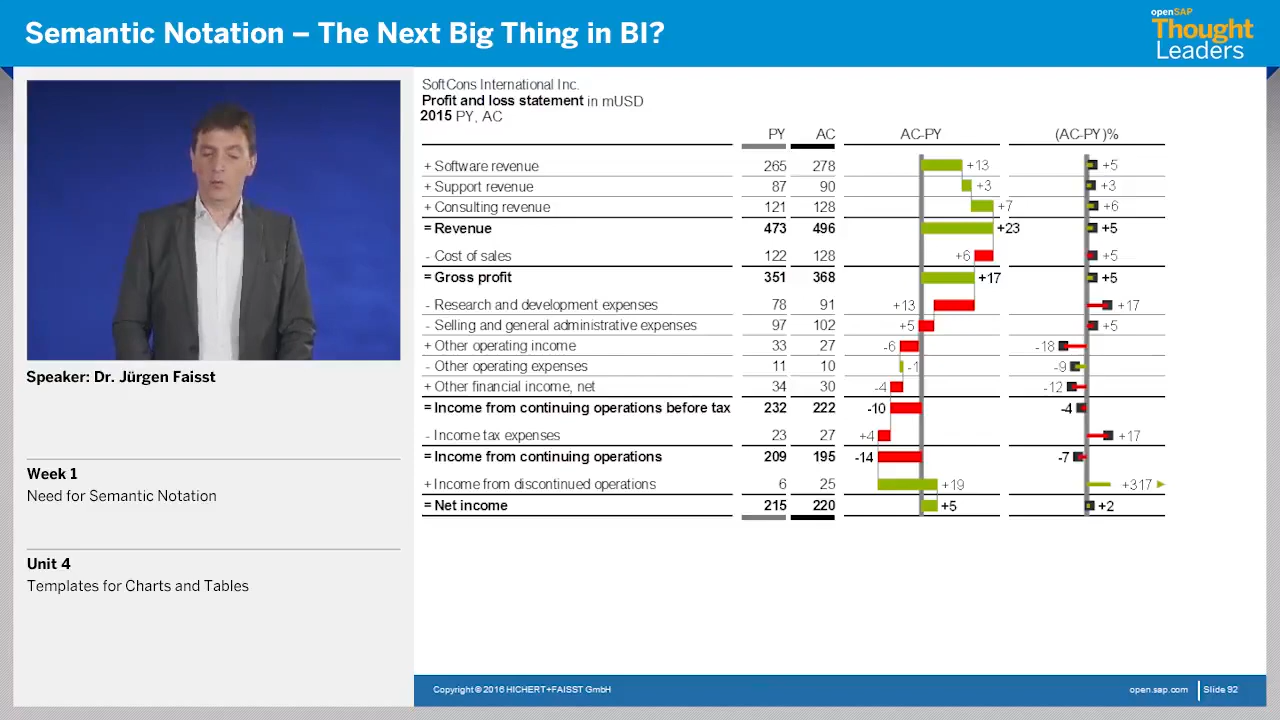 Semantic Notation – The Next Big Thing in BI?
openSAP
Thought
Leaders
Speaker: Dr. Jürgen Faisst
Week 1
Need for Semantic Notation
Unit 4
Templates for Charts and Tables
SoftCons International Inc.
Profit and loss statement in mUSD
2015 PY, AC
PY AC AC-PY (AC-PY)%
+ Software revenue 265 278 +13 +5
+ Support revenue 87 90 +3 +3
+ Consulting revenue 121 128 +7 +6
= Revenue 473 496 +23 +5
- Cost of sales 122 128 +6 +5
= Gross profit 351 368 +17 +5
- Research and development expenses 78 91 +13 +17
- Selling and general administrative expenses 97 102 +5 +5
+ Other operating income 33 27 -6 -18
- Other operating expenses 11 10 -1 -9
+ Other financial income, net 34 30 -4 -12
= Income from continuing operations before tax 232 222 -10 -4
- Income tax expenses 23 27 +4 +17
= Income from continuing operations 209 195 -14 -7
+ Income from discontinued operations 6 25 +19 +317
= Net income 215 220 +5 +2
Copyright © 2016 HICHERT+FAISST GmbH
open.sap.com Slide 92